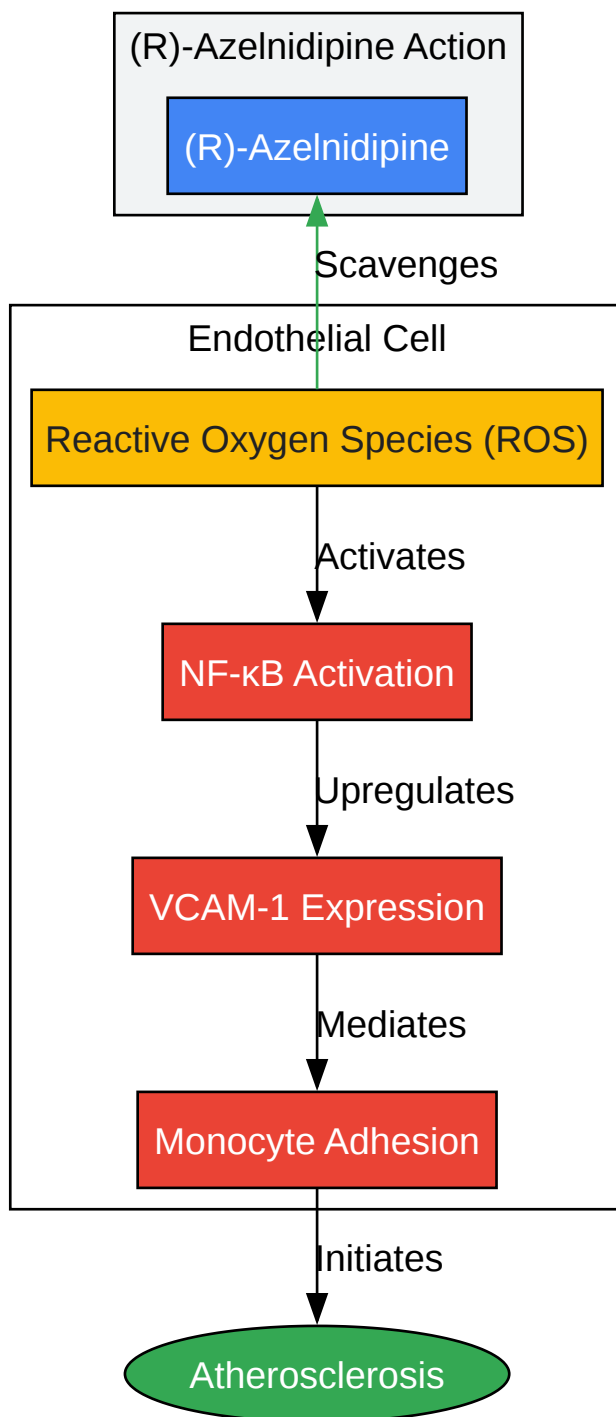 (R)-Azelnidipine Action
(R)-Azelnidipine
Scavenges
Endothelial Cell
Reactive Oxygen Species (ROS)
Activates
NF-κB Activation
Upregulates
VCAM-1 Expression
Mediates
Monocyte Adhesion
Initiates
Atherosclerosis